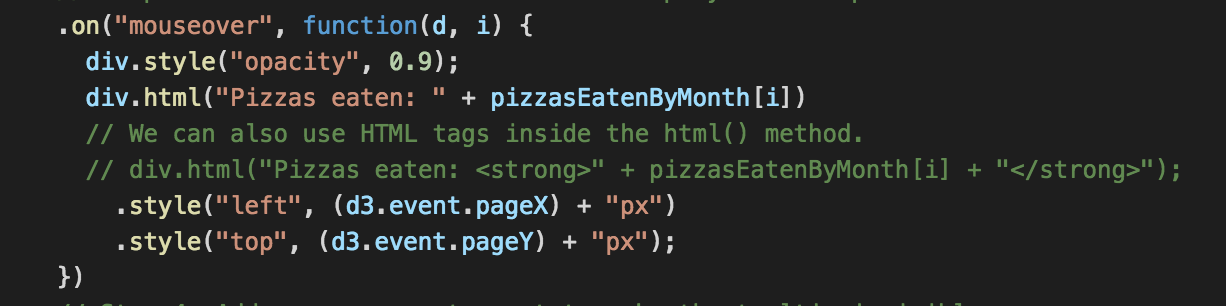 .on("mouseover", function(d, i) {
div.style("opacity", 0.9);
div.html("Pizzas eaten: " + pizzasEatenByMonth[i])
// We can also use HTML tags inside the html() method.
// div.html("Pizzas eaten: <strong>" + pizzasEatenByMonth[i] + "</strong>");
.style("left", (d3.event.pageX) + "px")
.style("top", (d3.event.pageY) + "px");
})